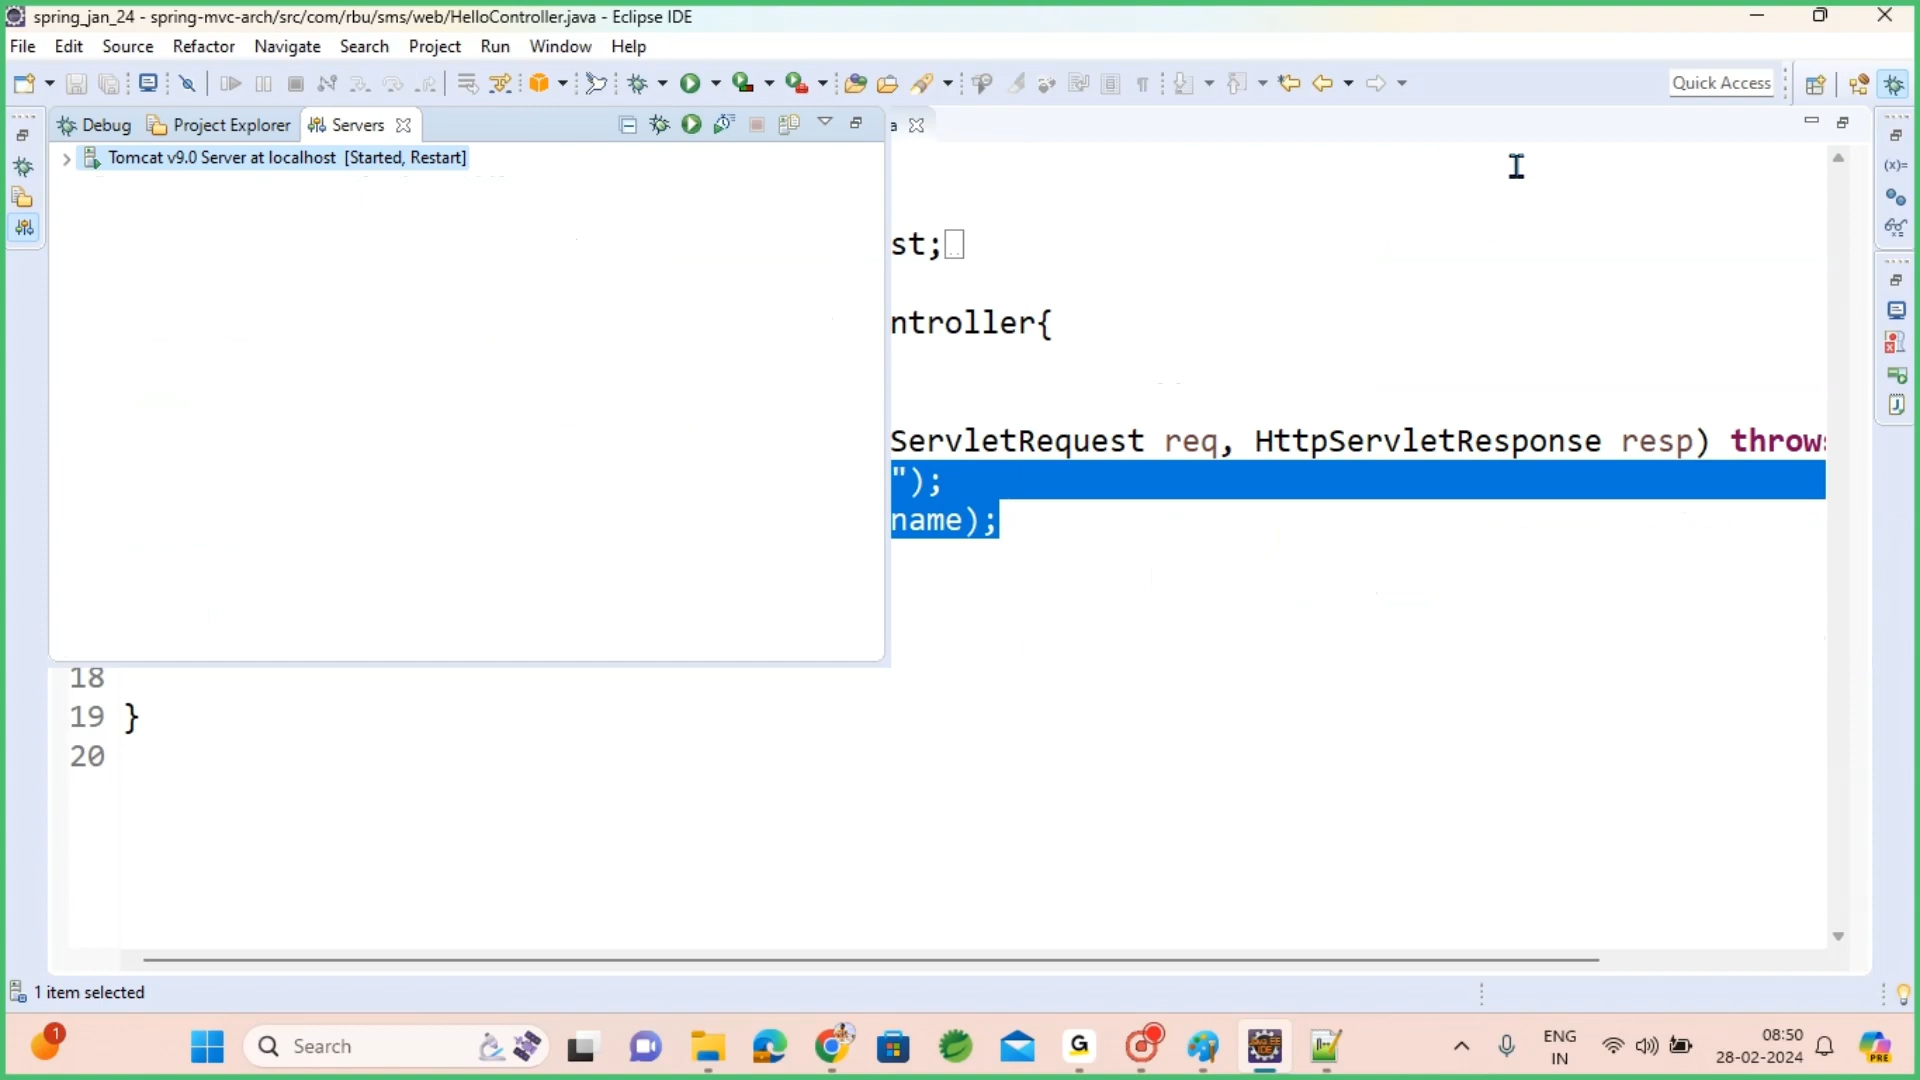 spring_jan_24 - spring-mvc-arch/src/com/rbu/sms/web/HelloController.java - Eclipse IDE
File Edit Source Refactor Navigate Search Project Run Window Help
Quick Access
Debug Project Explorer Servers a
Tomcat v9.0 Server at localhost [Started, Restart]
st;
ntroller{
ServletRequest req, HttpServletResponse resp) throws
");
name);
18
19 }
20
1 item selected
1
Search
G
PRE
ENG
IN
08:50
28-02-2024